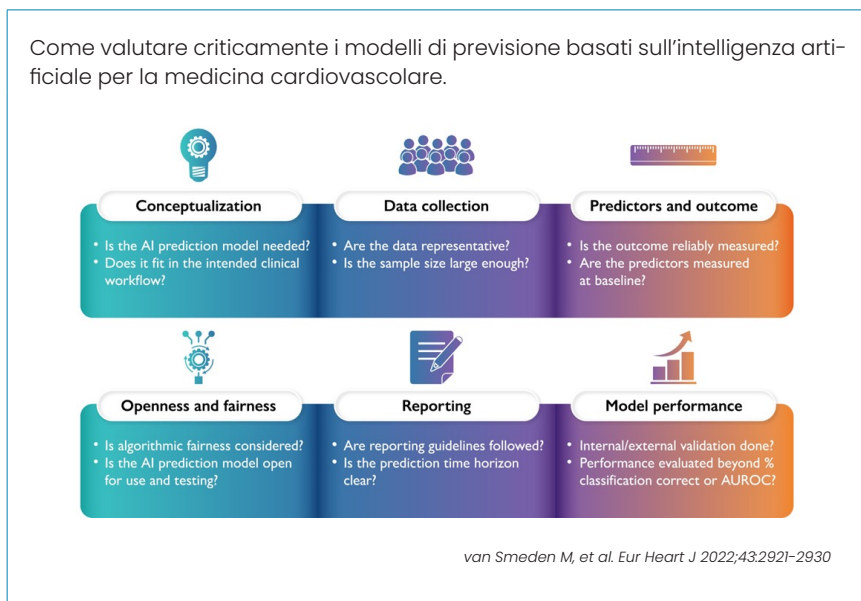 Come valutare criticamente i modelli di previsione basati sull'intelligenza arti-
ficiale per la medicina cardiovascolare.
Conceptualization
• Is the AI prediction model needed?
• Does it fit in the intended clinical
workflow?
Data collection
• Are the data representative?
• Is the sample size large enough?
Predictors and outcome
• Is the outcome reliably measured?
• Are the predictors measured
at baseline?
Openness and fairness
• Is algorithmic fairness considered?
• Is the AI prediction model open
for use and testing?
Reporting
• Are reporting guidelines followed?
• Is the prediction time horizon
clear?
Model performance
• Internal/external validation done?
• Performance evaluated beyond %
classification correct or AUROC?
van Smeden M, et al. Eur Heart J 2022;43:2921-2930